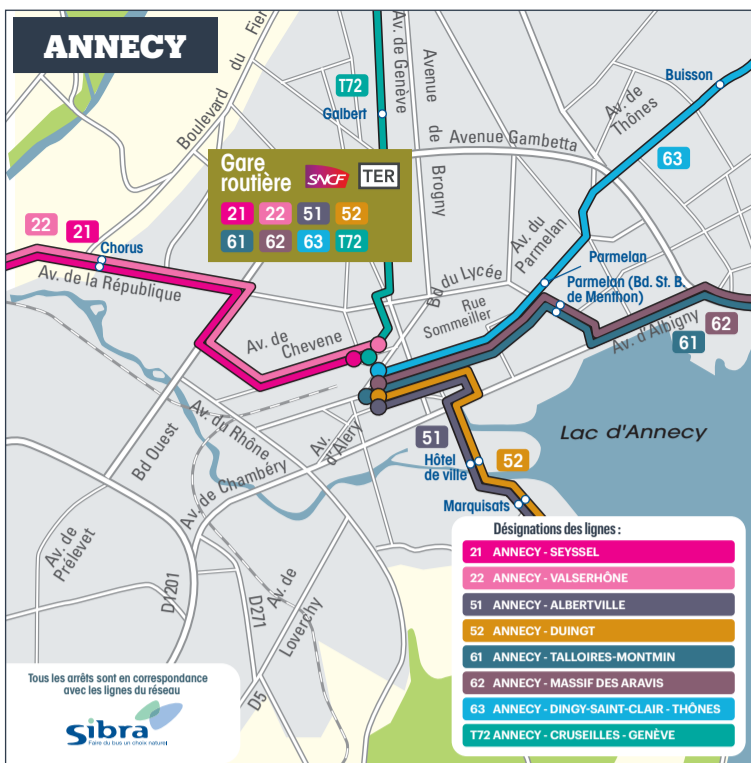 ANNECY
Boulevard du Fier
T72
Galbert
Av. de Genève
Avenue de Brogny
Avenue Gambetta
Buisson
Av. de Thônes
63
Gare routière
SNCF
TER
21 22 51 52
61 62 63 T72
22 21
Chorus
Av. de la République
Av. du Parmelan
Parmelan
Parmelan (Bd. St. B.
de Menthon)
Bd du Lycée
Rue Sommeiller
Av. de Chevene
Av. d'Albigny
62
61
Av. du Rhône
Bd Ouest
Av. d'Aléry
Av. de Chambéry
51
52
Lac d'Annecy
Hôtel
de ville
Marquisats
Av. de Prélevet
D1201
D271
Av. de Loverchy
D5
Désignations des lignes :
21 ANNECY - SEYSSEL
22 ANNECY - VALSERHÔNE
51 ANNECY - ALBERTVILLE
52 ANNECY - DUINGT
61 ANNECY - TALLOIRES-MONTMIN
62 ANNECY - MASSIF DES ARAVIS
63 ANNECY - DINGY-SAINT-CLAIR - THÔNES
T72 ANNECY - CRUSEILLES - GENÈVE
Tous les arrêts sont en correspondance
avec les lignes du réseau
Sibra
Faire du bus un choix naturel